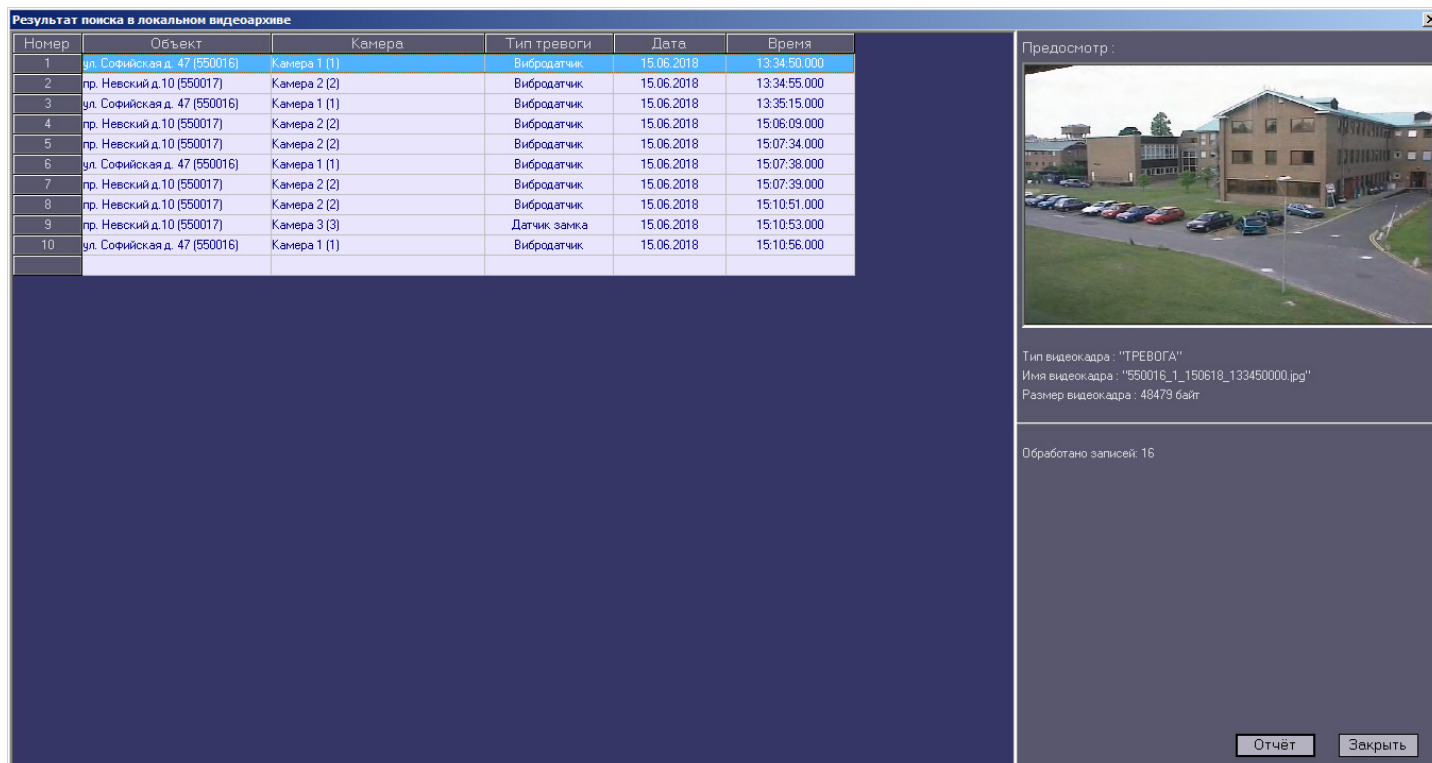 Результат поиска в локальном видеоархиве
Номер Объект Камера Тип тревоги Дата Время
1 ул. Софийская д. 47 (550016) Камера 1 (1) Вибродатчик 15.06.2018 13:34:50.000
2 пр. Невский д.10 (550017) Камера 2 (2) Вибродатчик 15.06.2018 13:34:55.000
3 ул. Софийская д. 47 (550016) Камера 1 (1) Вибродатчик 15.06.2018 13:35:15.000
4 пр. Невский д.10 (550017) Камера 2 (2) Вибродатчик 15.06.2018 15:06:09.000
5 пр. Невский д.10 (550017) Камера 2 (2) Вибродатчик 15.06.2018 15:07:34.000
6 ул. Софийская д. 47 (550016) Камера 1 (1) Вибродатчик 15.06.2018 15:07:38.000
7 пр. Невский д.10 (550017) Камера 2 (2) Вибродатчик 15.06.2018 15:07:39.000
8 пр. Невский д.10 (550017) Камера 2 (2) Вибродатчик 15.06.2018 15:10:51.000
9 пр. Невский д.10 (550017) Камера 3 (3) Датчик замка 15.06.2018 15:10:53.000
10 ул. Софийская д. 47 (550016) Камера 1 (1) Вибродатчик 15.06.2018 15:10:56.000
Предосмотр :
Тип видеокадра : "ТРЕВОГА"
Имя видеокадра : "550016_1_150618_133450000.jpg"
Размер видеокадра : 48479 байт
Обработано записей: 16
Отчёт Закрыть